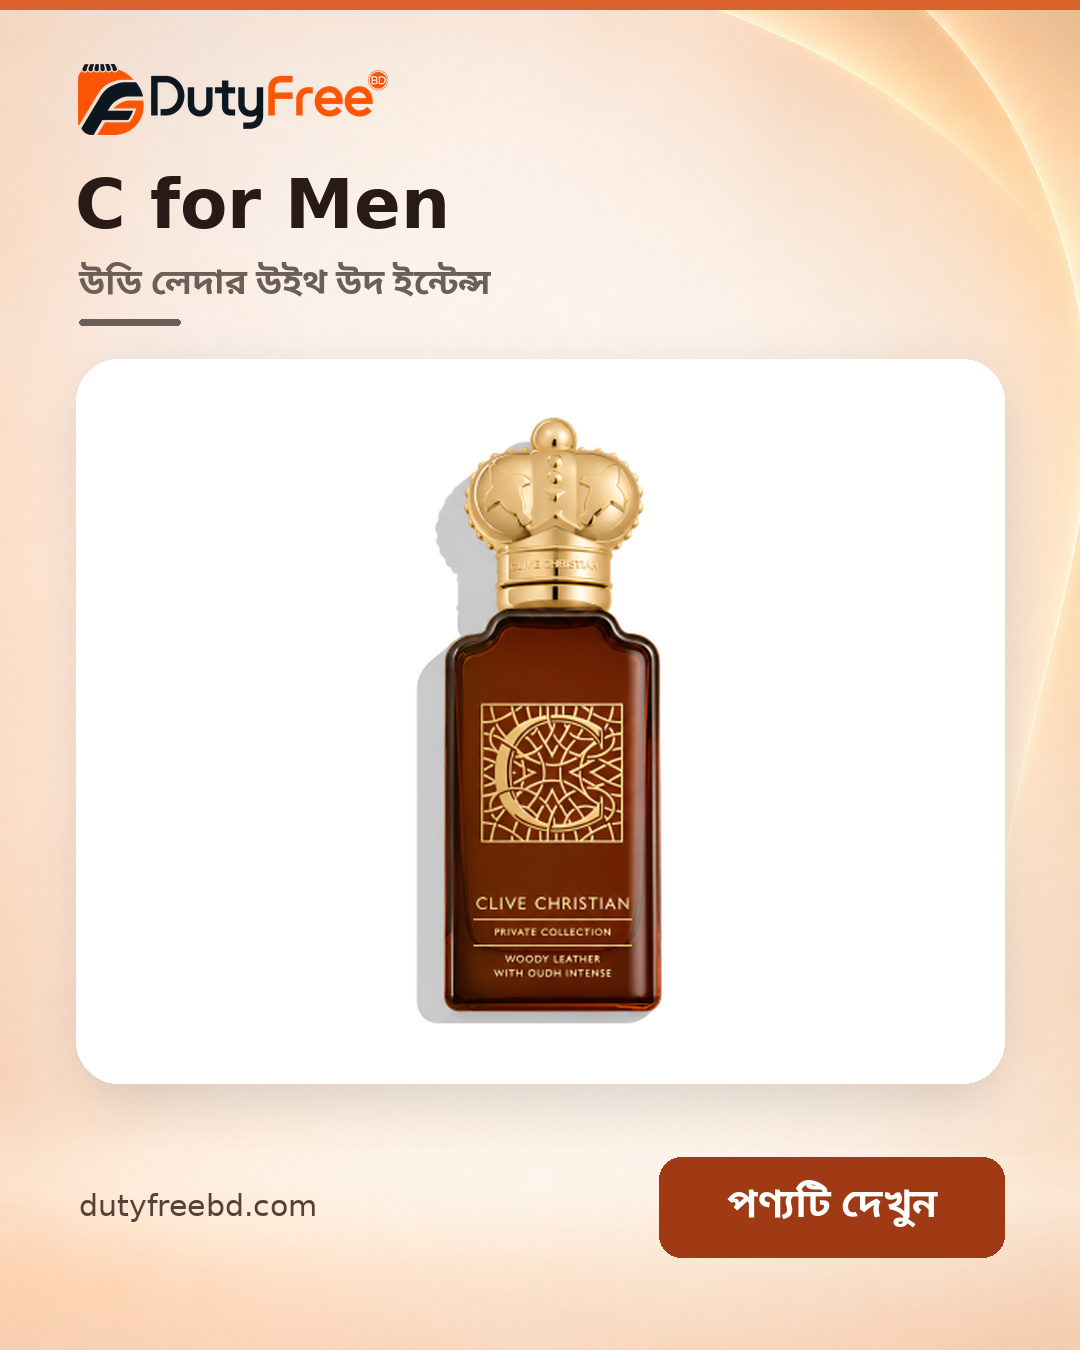 DutyFree BD
C for Men
উডি লেদার উইথ উদ ইন্টেন্স
CLIVE CHRISTIAN
CLIVE CHRISTIAN
PRIVATE COLLECTION
WOODY LEATHER
WITH OUDH INTENSE
dutyfreebd.com
পণ্যটি দেখুন